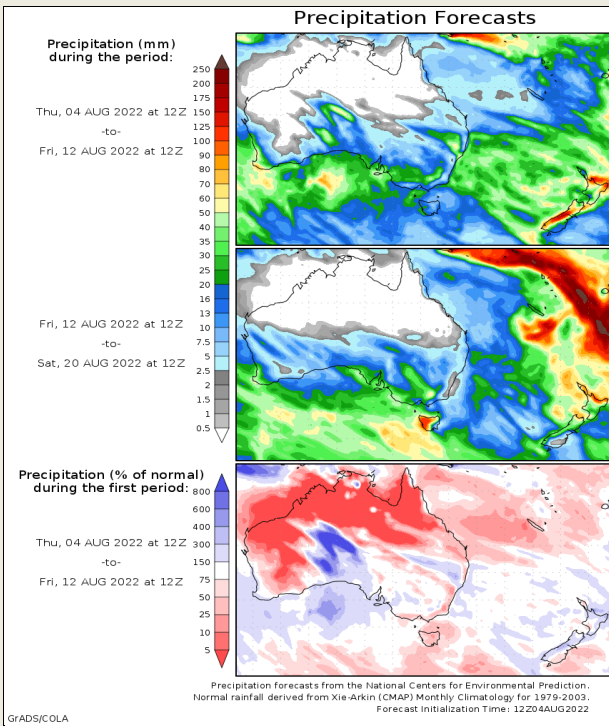 Precipitation Forecasts
Precipitation (mm)
during the period:
Thu, 04 AUG 2022 at 12Z
-to-
Fri, 12 AUG 2022 at 12Z
250
200
175
150
125
100
90
80
70
60
50
40
35
30
25
20
16
13
10
7.5
5
2.5
2
1.5
1
0.5
Fri, 12 AUG 2022 at 12Z
-to-
Sat, 20 AUG 2022 at 12Z
Precipitation (% of normal)
during the first period:
Thu, 04 AUG 2022 at 12Z
-to-
Fri, 12 AUG 2022 at 12Z
800
600
400
300
150
75
50
25
10
5
Precipitation forecasts from the National Centers for Environmental Prediction.
Normal rainfall derived from Xie-Arkin (CMAP) Monthly Climatology for 1979-2003.
Forecast Initialization Time: 12Z04AUG2022
GrADS/COLA